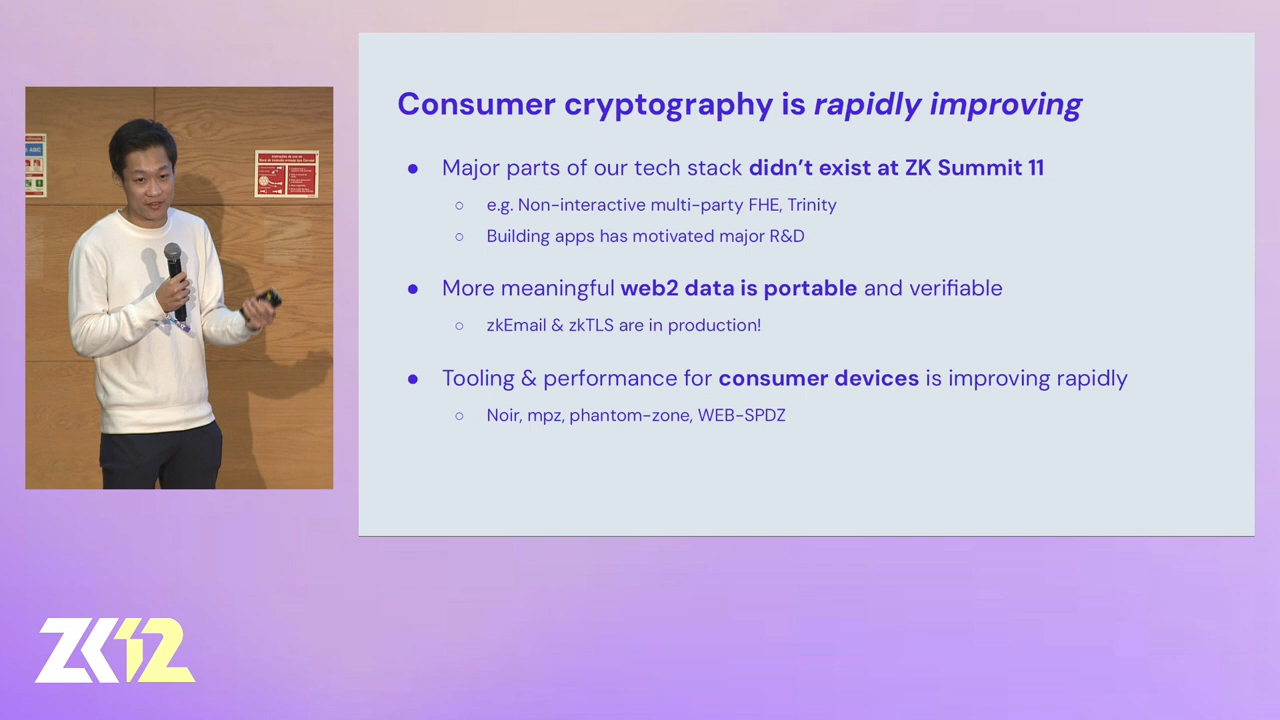 Consumer cryptography is rapidly improving
● Major parts of our tech stack didn't exist at ZK Summit 11
○ e.g. Non-interactive multi-party FHE, Trinity
○ Building apps has motivated major R&D
● More meaningful web2 data is portable and verifiable
○ zkEmail & zkTLS are in production!
● Tooling & performance for consumer devices is improving rapidly
○ Noir, mpz, phantom-zone, WEB-SPDZ
ABC
ZK12